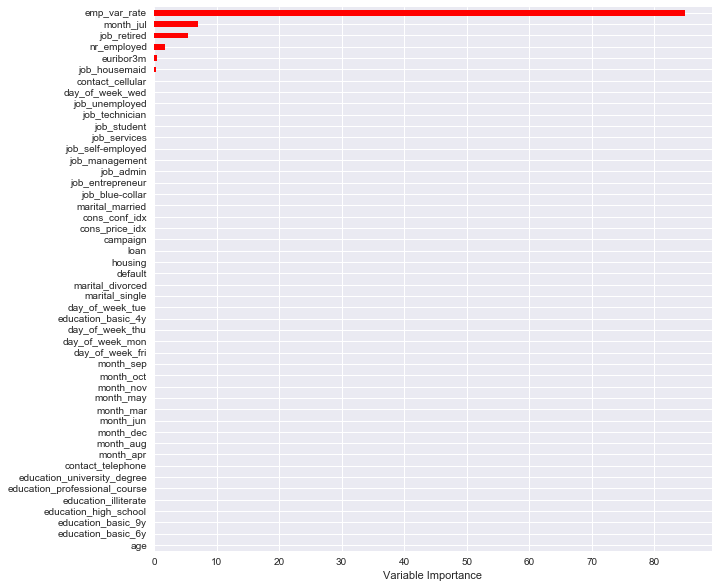 emp_var_rate
month_jul
job_retired
nr_employed
euribor3m
job_housemaid
contact_cellular
day_of_week_wed
job_unemployed
job_technician
job_student
job_services
job_self-employed
job_management
job_admin
job_entrepreneur
job_blue-collar
marital_married
cons_conf_idx
cons_price_idx
campaign
loan
housing
default
marital_divorced
marital_single
day_of_week_tue
education_basic_4y
day_of_week_thu
day_of_week_mon
day_of_week_fri
month_sep
month_oct
month_nov
month_may
month_mar
month_jun
month_dec
month_aug
month_apr
contact_telephone
education_university_degree
education_professional_course
education_illiterate
education_high_school
education_basic_9y
education_basic_6y
age
0 10 20 30 40 50 60 70 80
Variable Importance